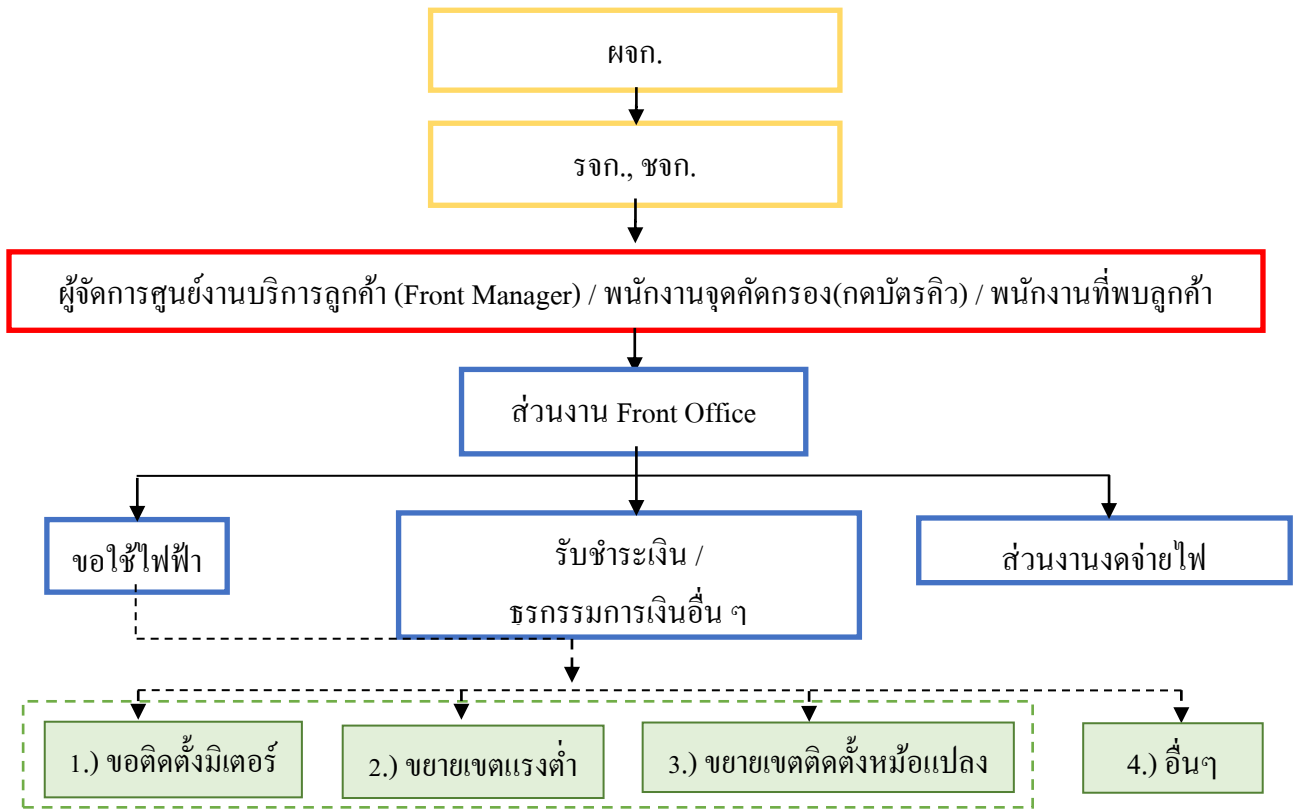 ผจก.
รจก., ชจก.
ผู้จัดการศูนย์งานบริการลูกค้า (Front Manager) / พนักงานจุดคัดกรอง(กดบัตรคิว) / พนักงานที่พบลูกค้า
ส่วนงาน Front Office
ขอใช้ไฟฟ้า
รับชำระเงิน /
ธุรกรรมการเงินอื่น ๆ
ส่วนงานงดจ่ายไฟ
1.) ขอติดตั้งมิเตอร์
2.) ขยายเขตแรงต่ำ
3.) ขยายเขตติดตั้งหม้อแปลง
4.) อื่นๆ